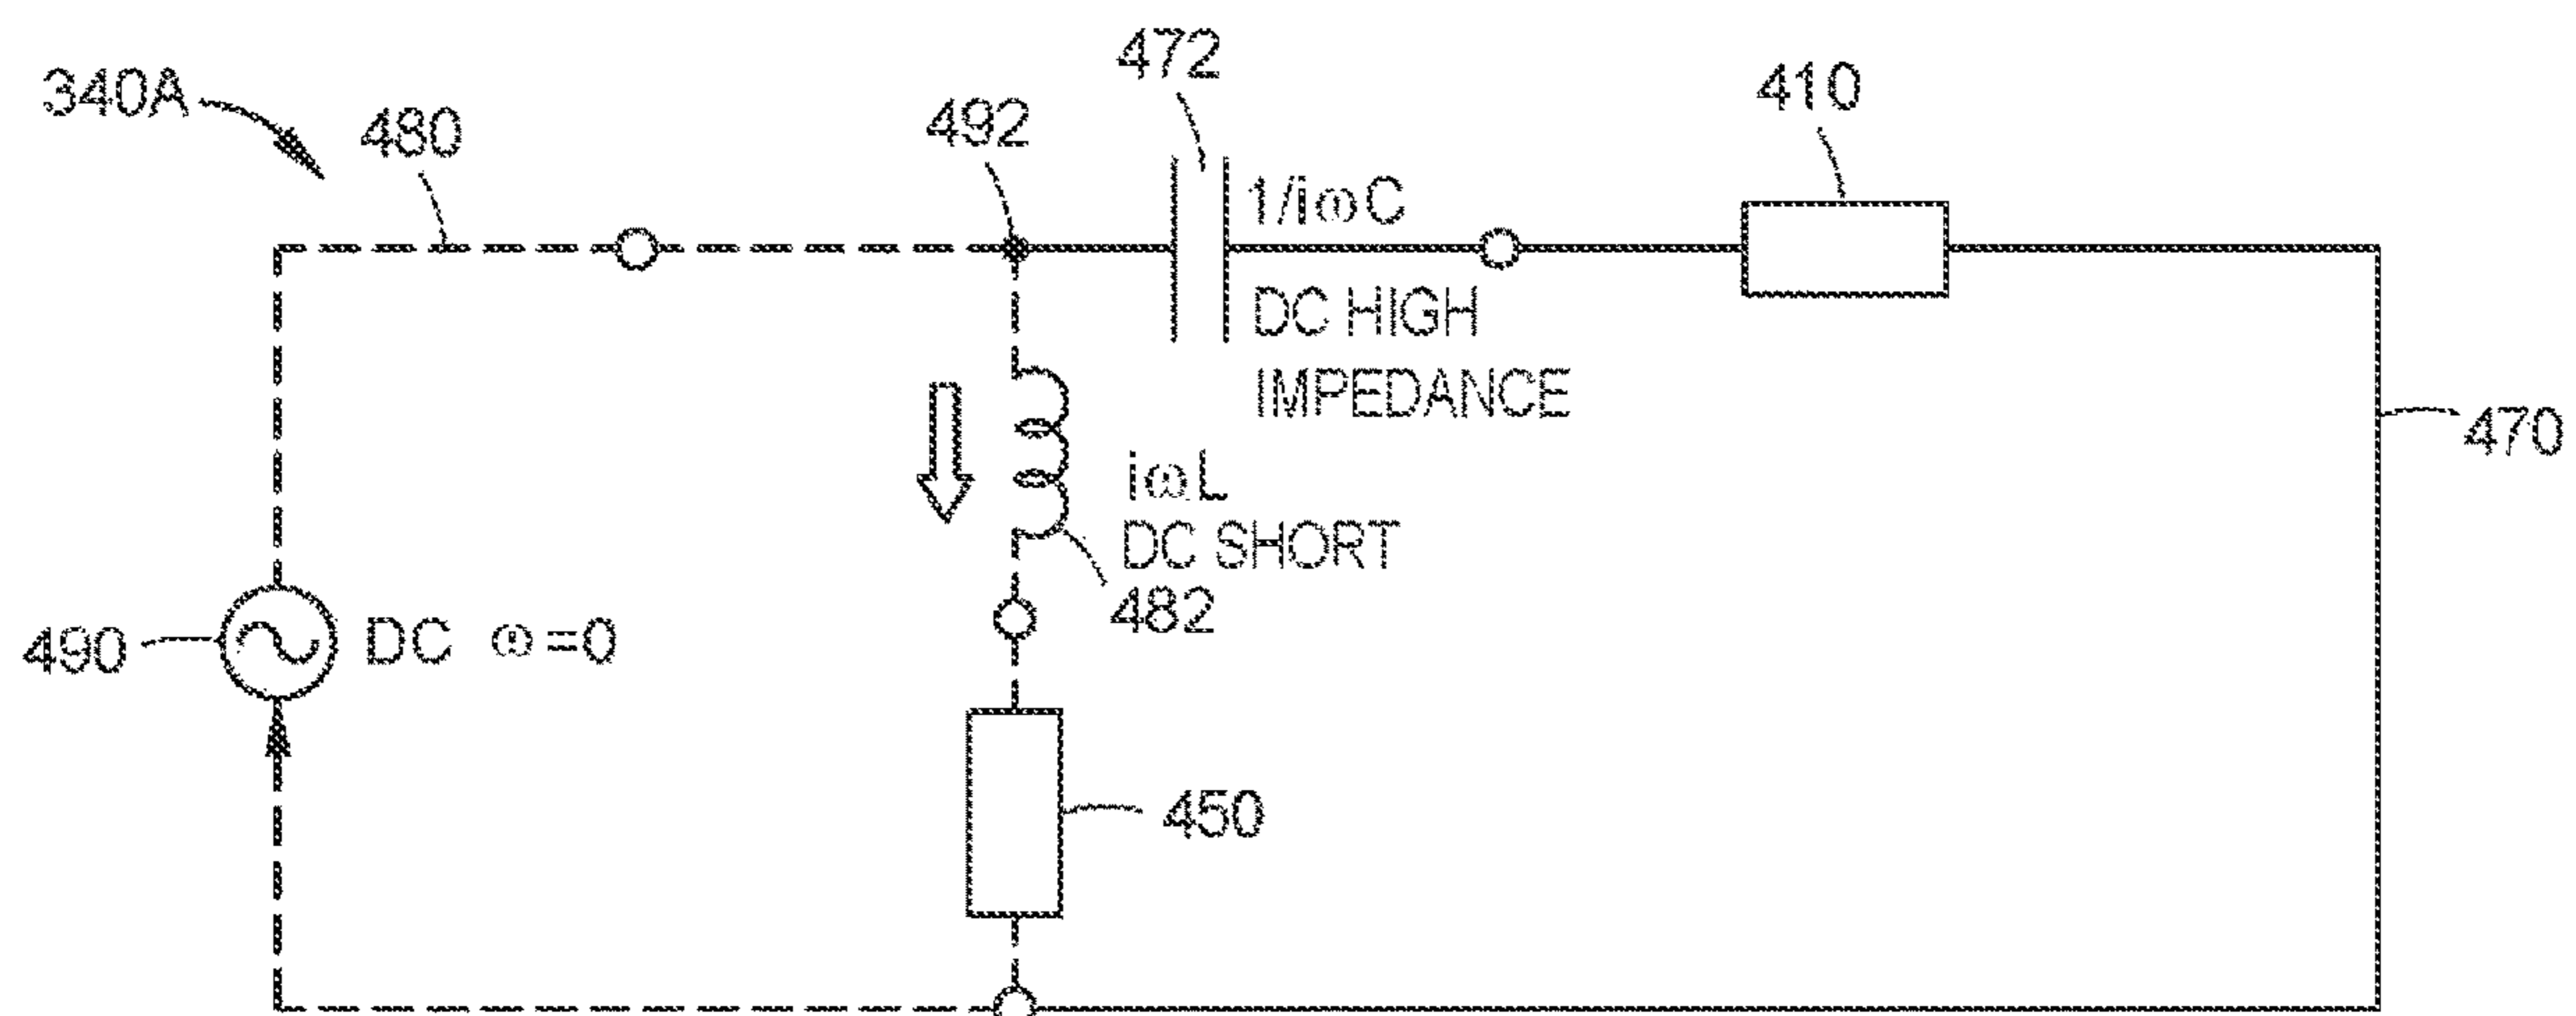 472
410
340A
480
492
1/iωC
DC HIGH
IMPEDANCE
470
iωL
DC SHORT
482
490
DC ω=0
450